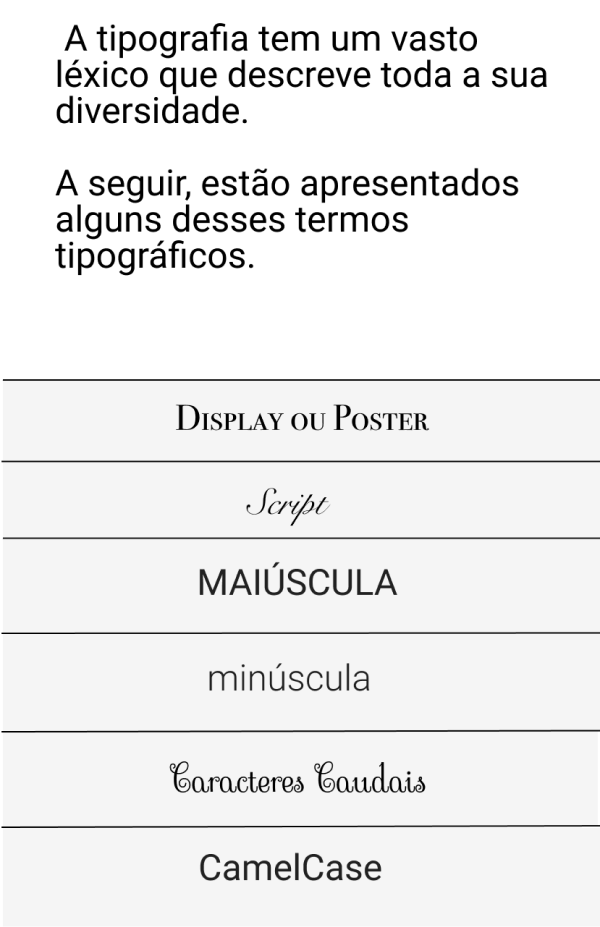 A tipografia tem um vasto
léxico que descreve toda a sua
diversidade.
A seguir, estão apresentados
alguns desses termos
tipográficos.
Display ou Poster
Script
MAIÚSCULA
minúscula
Caracteres Caudais
CamelCase